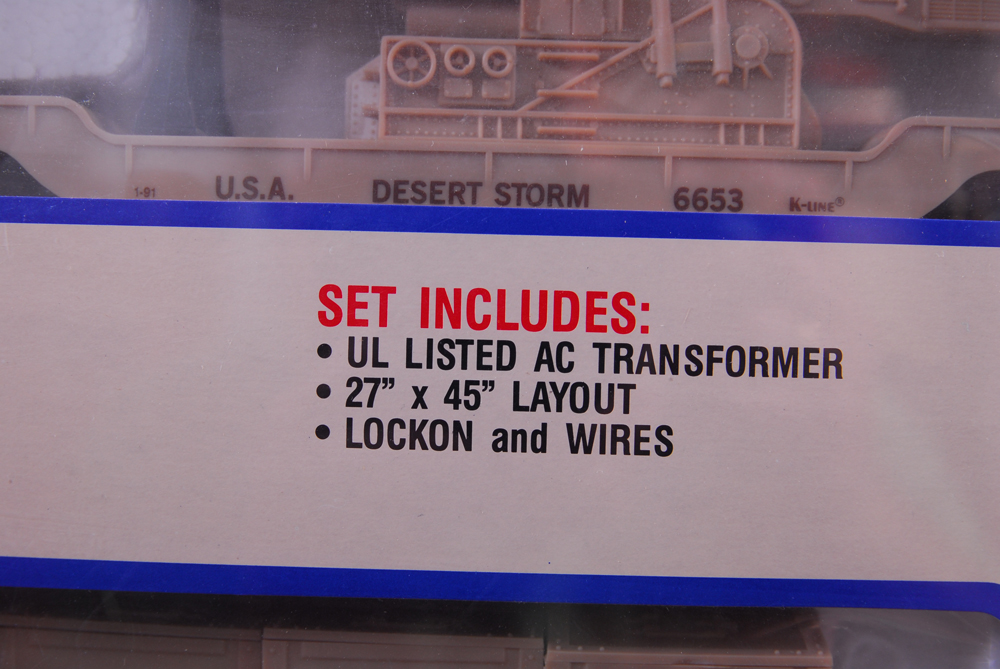 1-91 U.S.A. DESERT STORM 6653 K-LINE®
SET INCLUDES:
• UL LISTED AC TRANSFORMER
• 27” x 45” LAYOUT
• LOCKON and WIRES